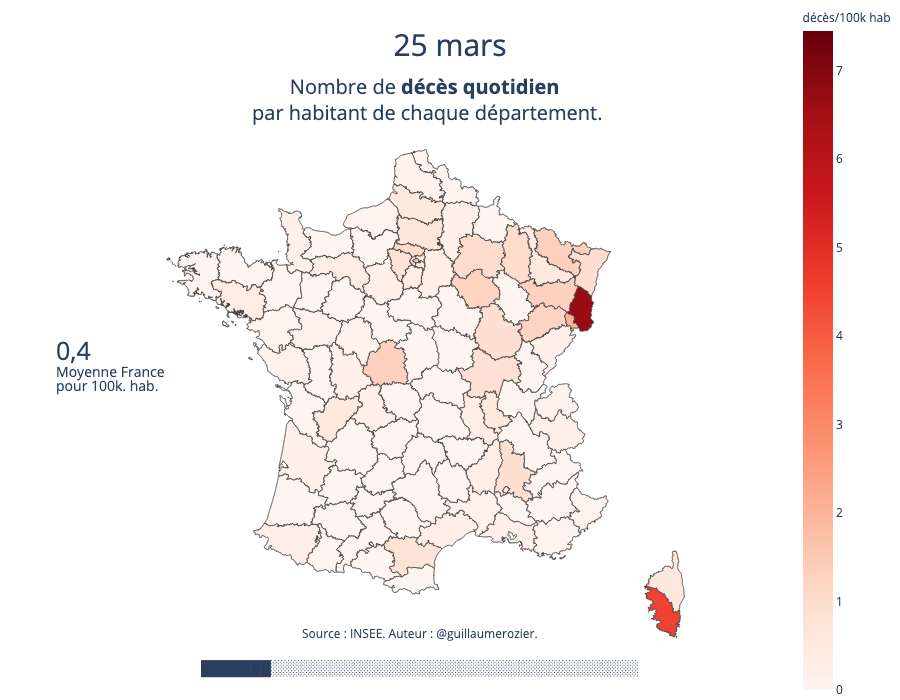 décès/100k hab
25 mars
Nombre de décès quotidien
par habitant de chaque département.
7
6
5
4
3
2
1
0
0,4
Moyenne France
pour 100k. hab.
Source : INSEE. Auteur : @guillaumerozier.